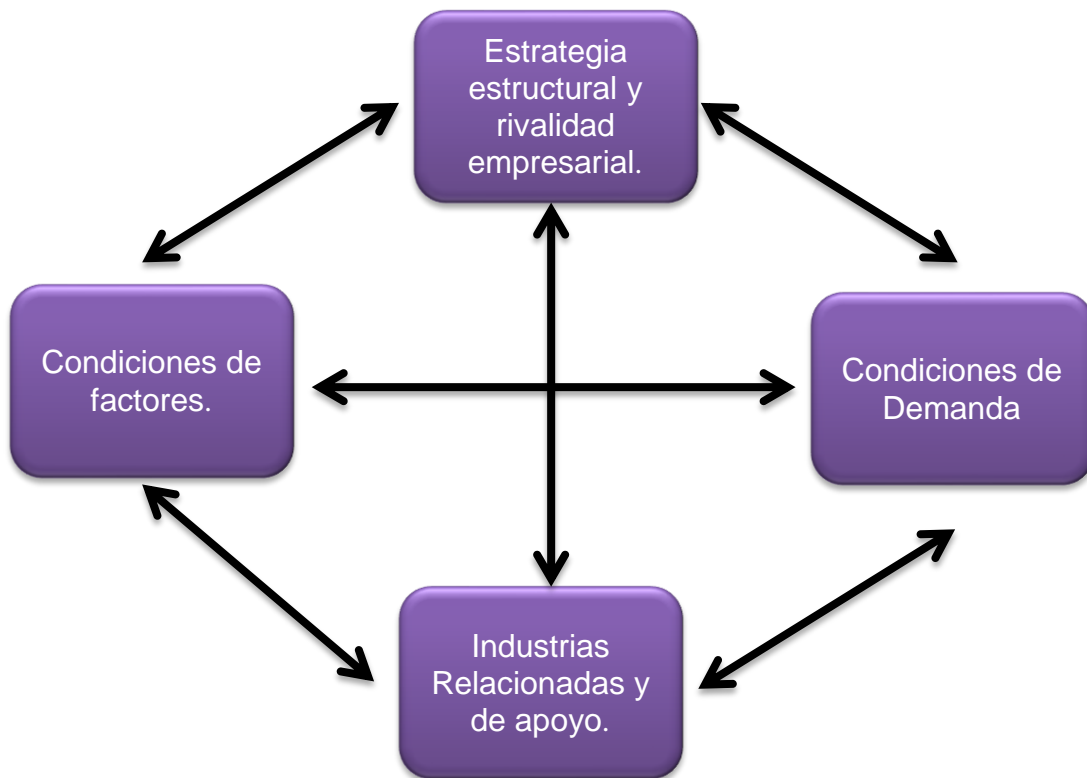 Estrategia
estructural y
rivalidad
empresarial.
Condiciones de
factores.
Condiciones de
Demanda
Industrias
Relacionadas y
de apoyo.